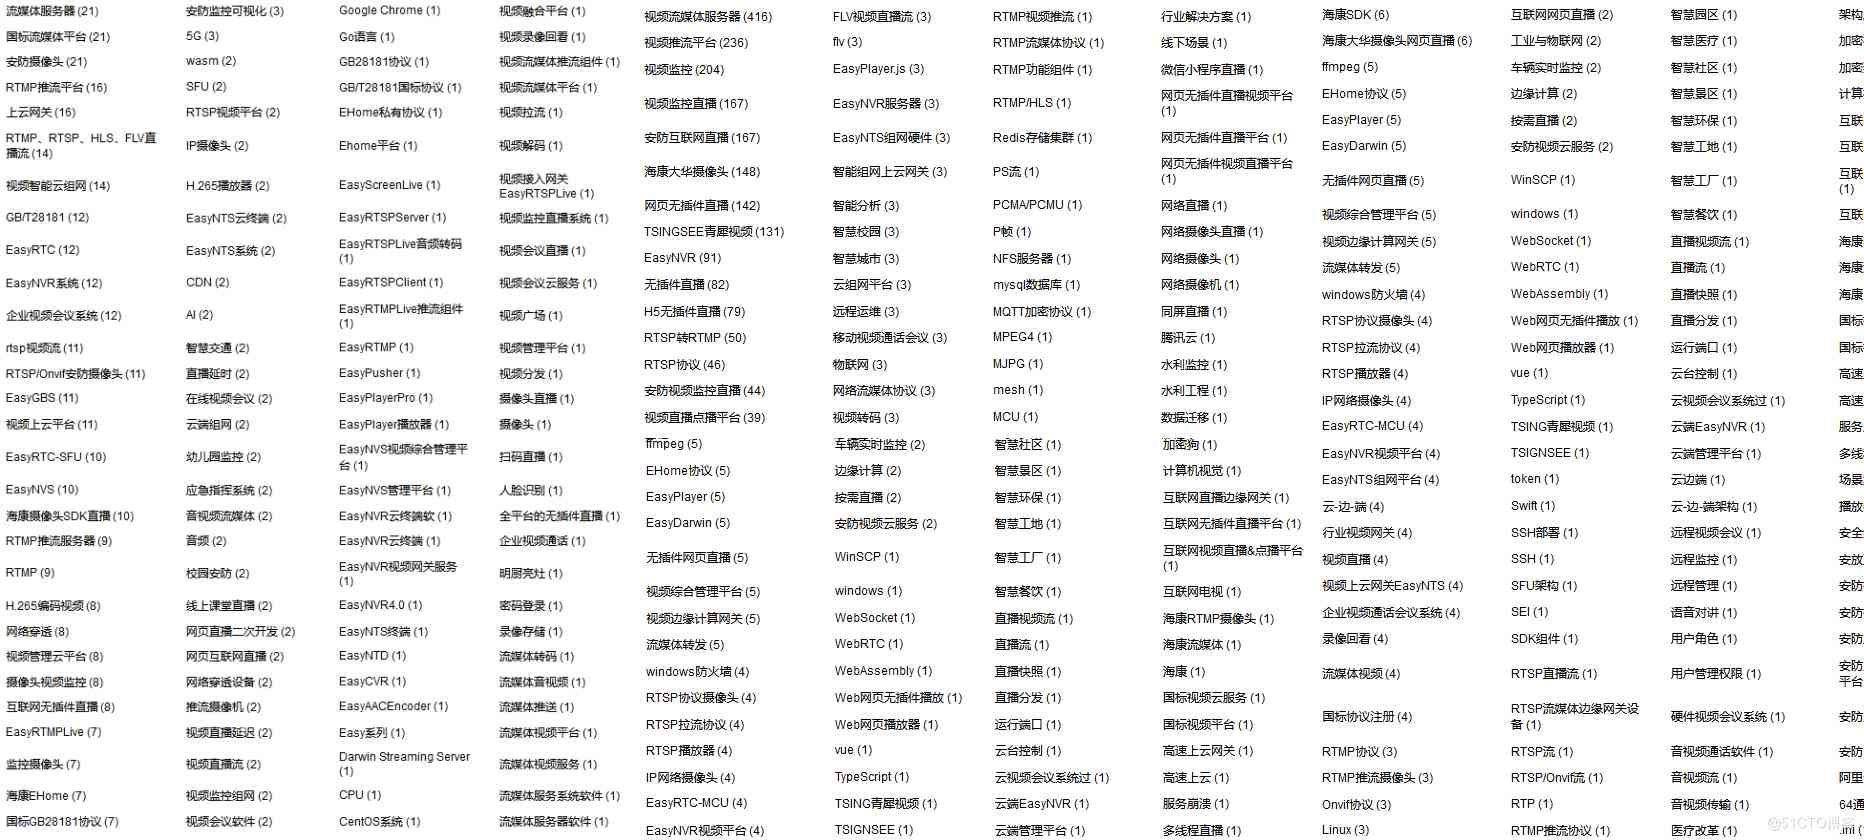 流媒体服务器 (21)
国标流媒体平台 (21)
安防摄像头 (21)
RTMP推流平台 (16)
上云网关 (16)
RTMP、RTSP、HLS、FLV直
播流 (14)
视频智能云组网 (14)
GB/T28181 (12)
EasyRTC (12)
EasyNVR系统 (12)
企业视频会议系统 (12)
rtsp视频流 (11)
RTSP/Onvif安防摄像头 (11)
EasyGBS (11)
视频上云平台 (11)
EasyRTC-SFU (10)
EasyNVS (10)
海康摄像头SDK直播 (10)
RTMP推流服务器 (9)
RTMP (9)
H.265编码视频 (8)
网络穿透 (8)
视频管理云平台 (8)
摄像头视频监控 (8)
互联网无插件直播 (8)
EasyRTMPLive (7)
监控摄像头 (7)
海康EHome (7)
国标GB28181协议 (7)
安防监控可视化 (3)
5G (3)
wasm (2)
SFU (2)
RTSP视频平台 (2)
IP摄像头 (2)
H.265播放器 (2)
EasyNTS云终端 (2)
EasyNTS系统 (2)
CDN (2)
AI (2)
智慧交通 (2)
直播延时 (2)
在线视频会议 (2)
云端组网 (2)
幼儿园监控 (2)
应急指挥系统 (2)
音视频流媒体 (2)
音频 (2)
校园安防 (2)
线上课堂直播 (2)
网页直播二次开发 (2)
网页互联网直播 (2)
网络穿透设备 (2)
推流摄像机 (2)
视频直播延迟 (2)
视频直播流 (2)
视频监控组网 (2)
视频会议软件 (2)
Google Chrome (1)
Go语言 (1)
GB28181协议 (1)
GB/T28181国标协议 (1)
EHome私有协议 (1)
Ehome平台 (1)
EasyScreenLive (1)
EasyRTSPServer (1)
EasyRTSPLive音频转码
(1)
EasyRTSPClient (1)
EasyRTMPLive推流组件
(1)
EasyRTMP (1)
EasyPusher (1)
EasyPlayerPro (1)
EasyPlayer播放器 (1)
EasyNVS视频综合管理平
台 (1)
EasyNVS管理平台 (1)
EasyNVR云终端软 (1)
EasyNVR云终端 (1)
EasyNVR视频网关服务
(1)
EasyNVR4.0 (1)
EasyNTS终端 (1)
EasyNTD (1)
EasyCVR (1)
EasyAACEncoder (1)
Easy系列 (1)
Darwin Streaming Server
(1)
CPU (1)
CentOS系统 (1)
视频融合平台 (1)
视频录像回看 (1)
视频流媒体推流组件 (1)
视频流媒体平台 (1)
视频拉流 (1)
视频解码 (1)
视频接入网关
EasyRTSPLive (1)
视频监控直播系统 (1)
视频会议直播 (1)
视频会议云服务 (1)
视频广场 (1)
视频管理平台 (1)
视频分发 (1)
摄像头直播 (1)
摄像头 (1)
扫码直播 (1)
人脸识别 (1)
全平台的无插件直播 (1)
企业视频通话 (1)
明厨亮灶 (1)
密码登录 (1)
录像存储 (1)
流媒体转码 (1)
流媒体音视频 (1)
流媒体推送 (1)
流媒体视频平台 (1)
流媒体视频服务 (1)
流媒体服务系统软件 (1)
流媒体服务器软件 (1)
视频流媒体服务器 (416)
视频推流平台 (236)
视频监控 (204)
视频监控直播 (167)
安防互联网直播 (167)
海康大华摄像头 (148)
网页无插件直播 (142)
TSINGSEE青犀视频 (131)
EasyNVR (91)
无插件直播 (82)
H5无插件直播 (79)
RTSP转RTMP (50)
RTSP协议 (46)
安防视频监控直播 (44)
视频直播点播平台 (39)
ffmpeg (5)
EHome协议 (5)
EasyPlayer (5)
EasyDarwin (5)
无插件网页直播 (5)
视频综合管理平台 (5)
视频边缘计算网关 (5)
流媒体转发 (5)
windows防火墙 (4)
RTSP协议摄像头 (4)
RTSP拉流协议 (4)
RTSP播放器 (4)
IP网络摄像头 (4)
EasyRTC-MCU (4)
EasyNVR视频平台 (4)
FLV视频直播流 (3)
flv (3)
EasyPlayer.js (3)
EasyNVR服务器 (3)
EasyNTS组网硬件 (3)
智能组网上云网关 (3)
智能分析 (3)
智慧校园 (3)
智慧城市 (3)
云组网平台 (3)
远程运维 (3)
移动视频通话会议 (3)
物联网 (3)
网络流媒体协议 (3)
视频转码 (3)
车辆实时监控 (2)
边缘计算 (2)
按需直播 (2)
安防视频云服务 (2)
WinSCP (1)
windows (1)
WebSocket (1)
WebRTC (1)
WebAssembly (1)
Web网页无插件播放 (1)
Web网页播放器 (1)
vue (1)
TypeScript (1)
TSING青犀视频 (1)
TSIGNSEE (1)
RTMP视频推流 (1)
RTMP流媒体协议 (1)
RTMP功能组件 (1)
RTMP/HLS (1)
Redis存储集群 (1)
PS流 (1)
PCMA/PCMU (1)
P帧 (1)
NFS服务器 (1)
mysql数据库 (1)
MQTT加密协议 (1)
MPEG4 (1)
MJPG (1)
mesh (1)
MCU (1)
智慧社区 (1)
智慧景区 (1)
智慧环保 (1)
智慧工地 (1)
智慧工厂 (1)
智慧餐饮 (1)
直播视频流 (1)
直播流 (1)
直播快照 (1)
直播分发 (1)
运行端口 (1)
云台控制 (1)
云视频会议系统过 (1)
云端EasyNVR (1)
云端管理平台 (1)
行业解决方案 (1)
线下场景 (1)
微信小程序直播 (1)
网页无插件直播视频平台
(1)
网页无插件直播平台 (1)
网页无插件视频直播平台
(1)
网络直播 (1)
网络摄像头直播 (1)
网络摄像头 (1)
网络摄像机 (1)
同屏直播 (1)
腾讯云 (1)
水利监控 (1)
水利工程 (1)
数据迁移 (1)
加密狗 (1)
计算机视觉 (1)
互联网直播边缘网关 (1)
互联网无插件直播平台 (1)
互联网视频直播&点播平台
(1)
互联网电视 (1)
海康RTMP摄像头 (1)
海康流媒体 (1)
海康 (1)
国标视频云服务 (1)
国标视频平台 (1)
高速上云网关 (1)
高速上云 (1)
服务崩溃 (1)
多线程直播 (1)
海康SDK (6)
海康大华摄像头网页直播 (6)
ffmpeg (5)
EHome协议 (5)
EasyPlayer (5)
EasyDarwin (5)
无插件网页直播 (5)
视频综合管理平台 (5)
视频边缘计算网关 (5)
流媒体转发 (5)
windows防火墙 (4)
RTSP协议摄像头 (4)
RTSP拉流协议 (4)
RTSP播放器 (4)
IP网络摄像头 (4)
EasyRTC-MCU (4)
EasyNVR视频平台 (4)
EasyNTS组网平台 (4)
云-边-端 (4)
行业视频网关 (4)
视频直播 (4)
视频上云网关EasyNTS (4)
企业视频通话会议系统 (4)
录像回看 (4)
流媒体视频 (4)
国标协议注册 (4)
RTMP协议 (3)
RTMP推流摄像头 (3)
Onvif协议 (3)
Linux (3)
互联网网页直播 (2)
工业与物联网 (2)
车辆实时监控 (2)
边缘计算 (2)
按需直播 (2)
安防视频云服务 (2)
WinSCP (1)
windows (1)
WebSocket (1)
WebRTC (1)
WebAssembly (1)
Web网页无插件播放 (1)
Web网页播放器 (1)
vue (1)
TypeScript (1)
TSING青犀视频 (1)
TSIGNSEE (1)
token (1)
Swift (1)
SSH部署 (1)
SSH (1)
SFU架构 (1)
SEI (1)
SDK组件 (1)
RTSP直播流 (1)
RTSP流媒体边缘网关设
备 (1)
RTSP流 (1)
RTSP/Onvif流 (1)
RTP (1)
RTMP推流协议 (1)
智慧园区 (1)
智慧医疗 (1)
智慧社区 (1)
智慧景区 (1)
智慧环保 (1)
智慧工地 (1)
智慧工厂 (1)
智慧餐饮 (1)
直播视频流 (1)
直播流 (1)
直播快照 (1)
直播分发 (1)
运行端口 (1)
云台控制 (1)
云视频会议系统过 (1)
云端EasyNVR (1)
云端管理平台 (1)
云边端 (1)
云-边-端架构 (1)
远程视频会议 (1)
远程监控 (1)
远程管理 (1)
语音对讲 (1)
用户角色 (1)
用户管理权限 (1)
硬件视频会议系统 (1)
音视频通话软件 (1)
音视频流 (1)
音视频传输 (1)
医疗改革 (1)
架构
加密
加密
计算
互联
互联
互联
(1)
互联
海康
海康
海康
国标
国标
高速
高速
服务
多线
场景
播放
安全
安放
安防
安防
安防
安防
平台
安防
安防
阿里
64通
@51CTO博客